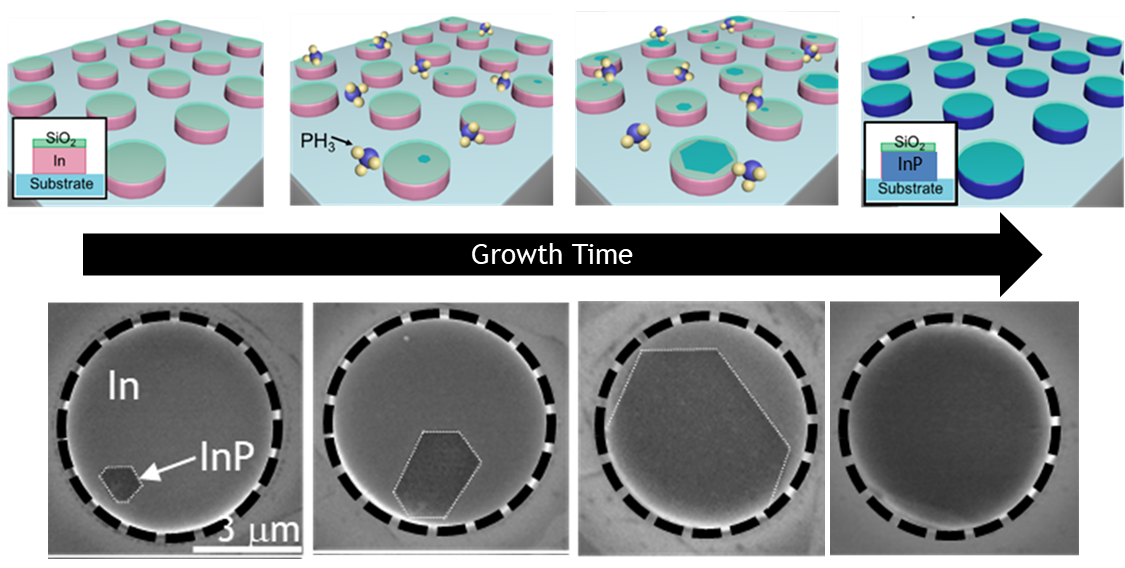 SiO₂
In
Substrate
PH₃
SiO₂
InP
Substrate
Growth Time
In
InP
3 μm